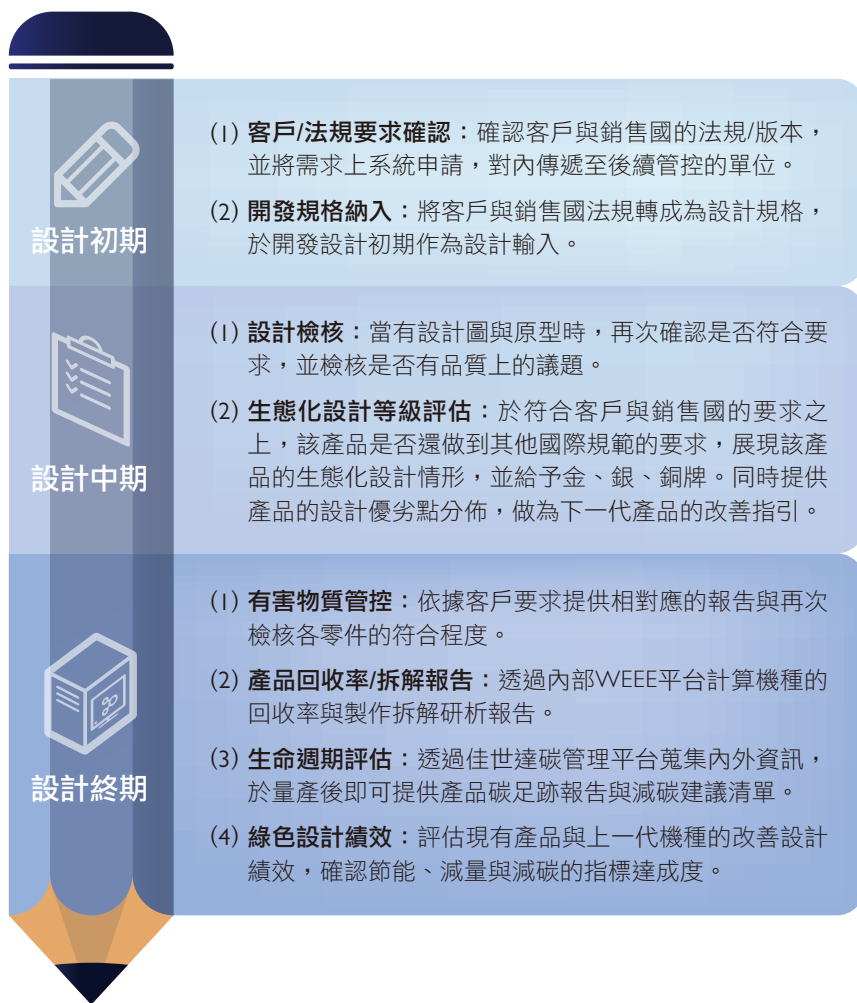 設計初期
(1) 客戶/法規要求確認：確認客戶與銷售國的法規/版本，
並將需求上系統申請，對內傳遞至後續管控的單位。
(2) 開發規格納入：將客戶與銷售國法規轉成為設計規格，
於開發設計初期作為設計輸入。
設計中期
(1) 設計檢核：當有設計圖與原型時，再次確認是否符合要
求，並檢核是否有品質上的議題。
(2) 生態化設計等級評估：於符合客戶與銷售國的要求之
上，該產品是否還做到其他國際規範的要求，展現該產
品的生態化設計情形，並給予金、銀、銅牌。同時提供
產品的設計優劣點分佈，做為下一代產品的改善指引。
設計終期
(1) 有害物質管控：依據客戶要求提供相對應的報告與再次
檢核各零件的符合程度。
(2) 產品回收率/拆解報告：透過內部WEEE平台計算機種的
回收率與製作拆解研析報告。
(3) 生命週期評估：透過佳世達碳管理平台蒐集內外資訊，
於量產後即可提供產品碳足跡報告與減碳建議清單。
(4) 綠色設計績效：評估現有產品與上一代機種的改善設計
績效，確認節能、減量與減碳的指標達成度。